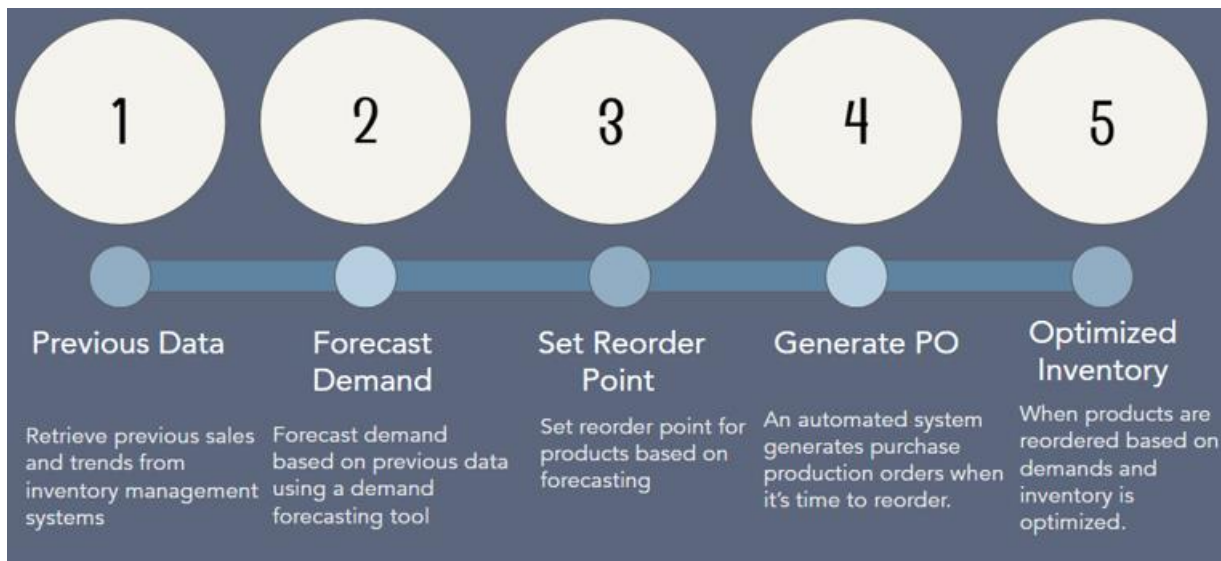 1
2
3
4
5
Previous Data
Retrieve previous sales
and trends from
inventory management
systems
Forecast
Demand
Forecast demand
based on previous data
using a demand
forecasting tool
Set Reorder
Point
Set reorder point for
products based on
forecasting
Generate PO
An automated system
generates purchase
production orders when
it's time to reorder.
Optimized
Inventory
When products are
reordered based on
demands and
inventory is
optimized.